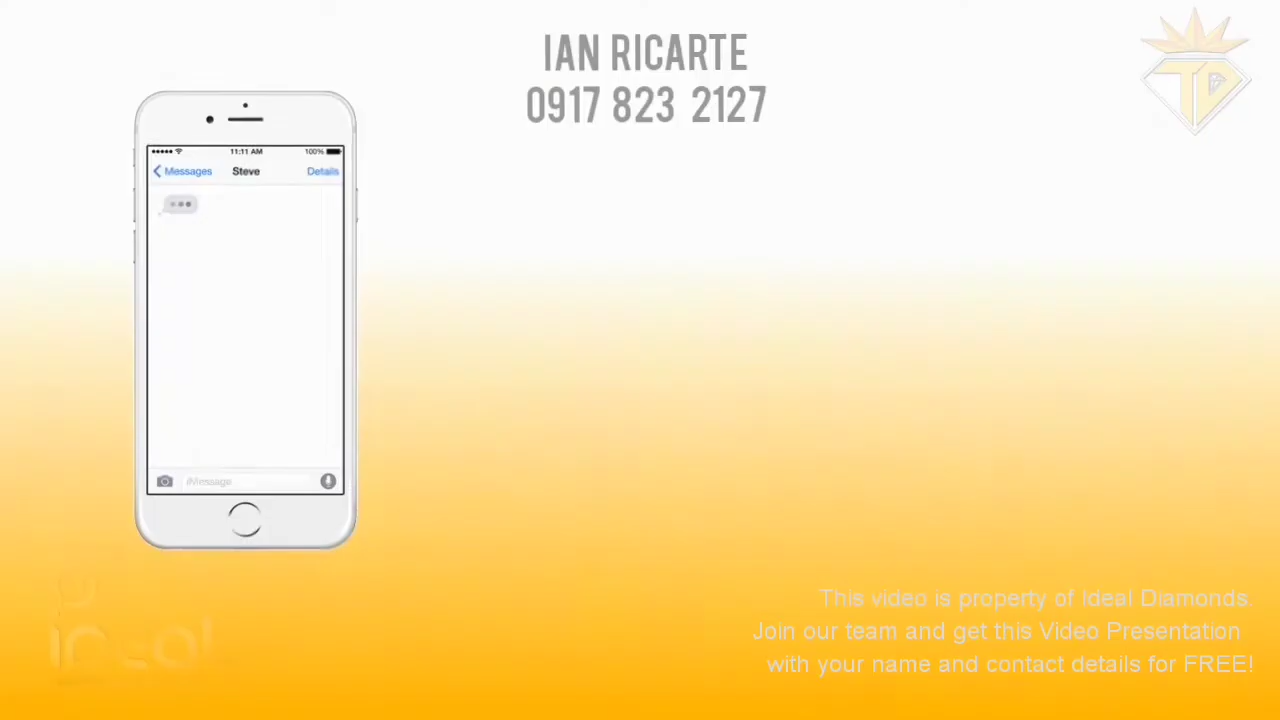 IAN RICARTE
0917 823 2127
11:11 AM
100%
Messages
Steve
Details
iMessage
This video is property of Ideal Diamonds.
Join our team and get this Video Presentation
with your name and contact details for FREE!